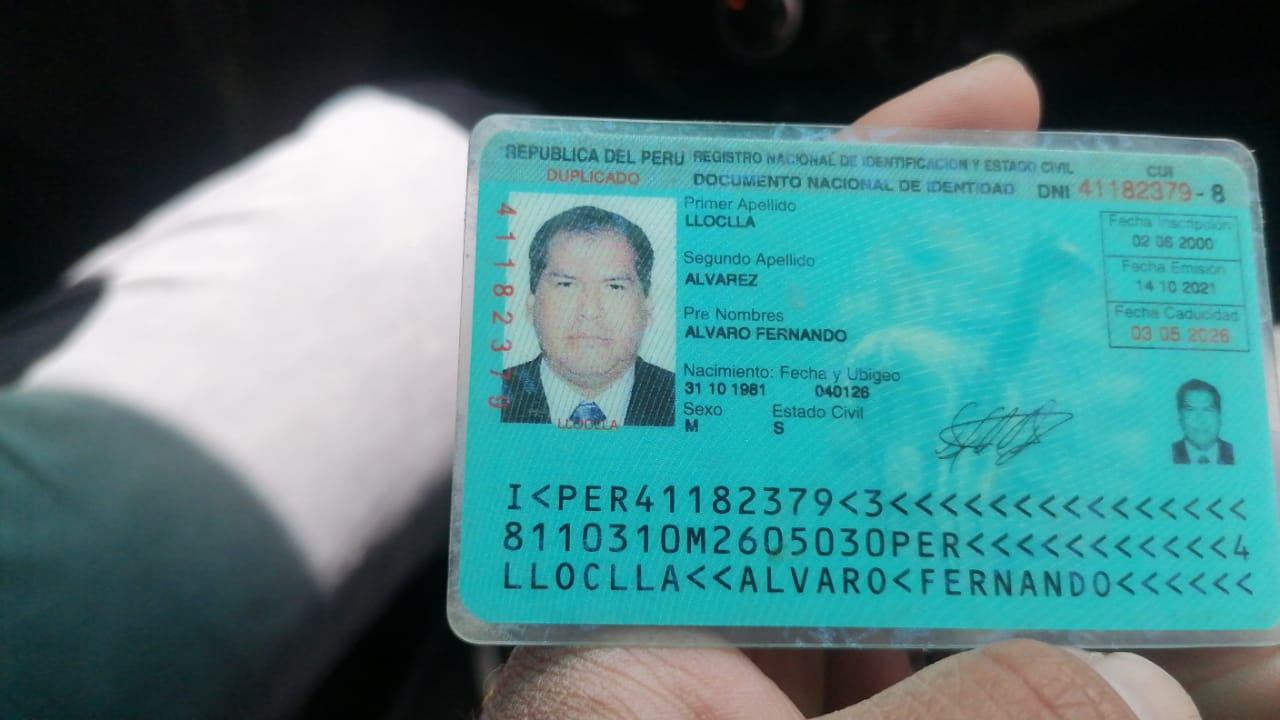 REPUBLICA DEL PERU REGISTRO NACIONAL DE IDENTIFICACION Y ESTADO CIVIL
CUI
DUPLICADO
DOCUMENTO NACIONAL DE IDENTIDAD DNI 41182379 - 8
41182379
Primer Apellido
LLOCLLA
Segundo Apellido
ALVAREZ
Pre Nombres
ALVARO FERNANDO
Nacimiento: Fecha y Ubigeo
31 10 1981 040126
Sexo Estado Civil
M S
LLOCLLA
Fecha Inscripción
02 06 2000
Fecha Emisión
14 10 2021
Fecha Caducidad
03 05 2026
I<PER41182379<3<<<<<<<<<<<<<<<
8110310M2605030PER<<<<<<<<<<<4
LLOCLLA<<ALVARO<FERNANDO<<<<<<